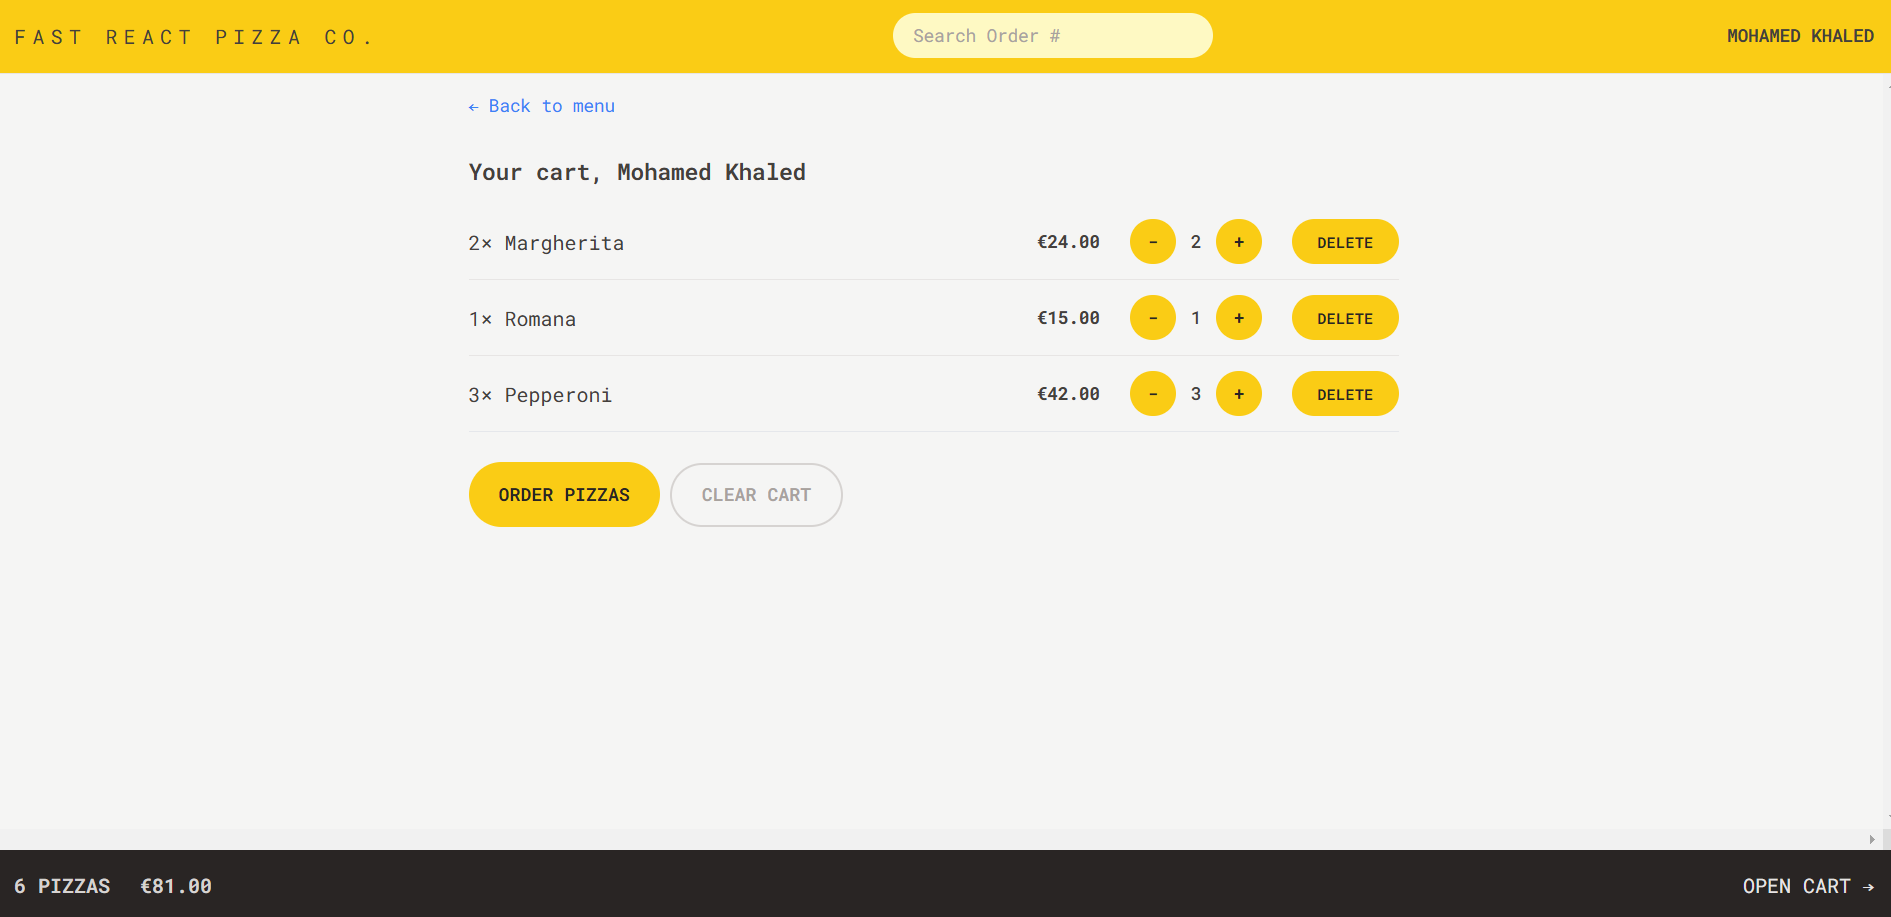 FAST REACT PIZZA CO. Search Order # MOHAMED KHALED
← Back to menu
Your cart, Mohamed Khaled
2× Margherita €24.00 - 2 + DELETE
1× Romana €15.00 - 1 + DELETE
3× Pepperoni €42.00 - 3 + DELETE
ORDER PIZZAS CLEAR CART
6 PIZZAS €81.00 OPEN CART →